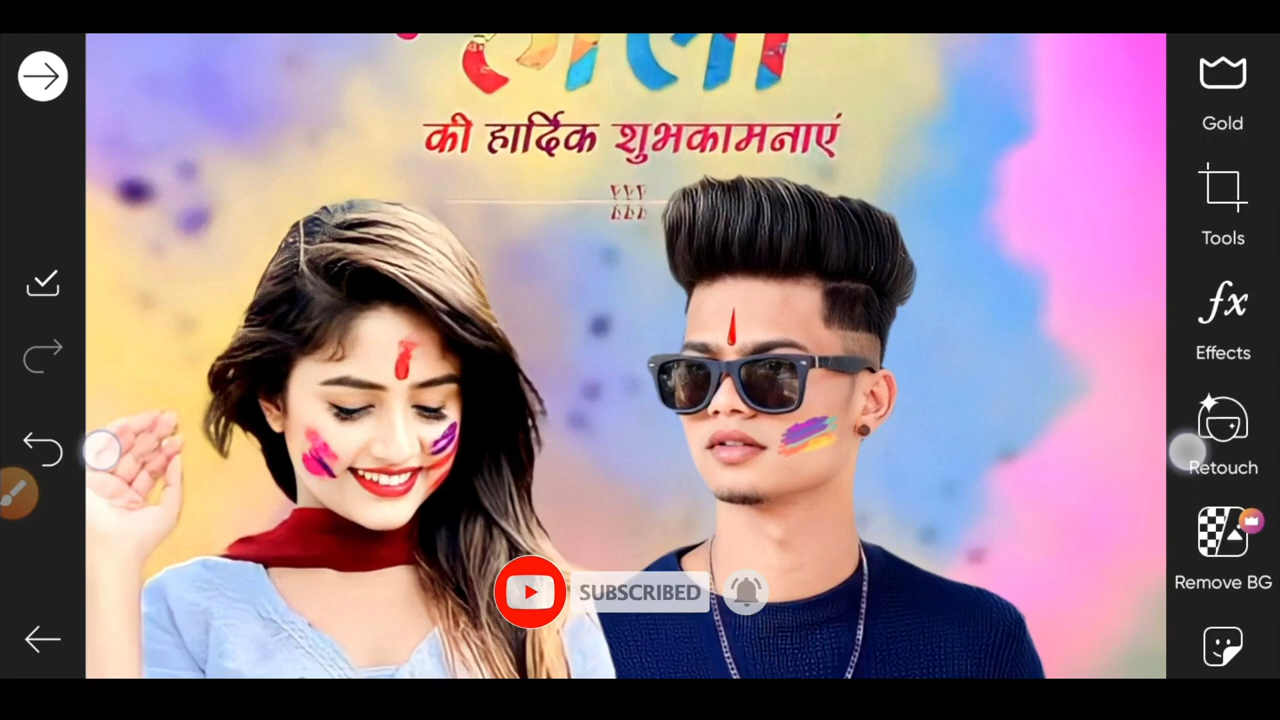 होली
की हार्दिक शुभकामनाएं
Gold
Tools
Effects
Retouch
Remove BG
SUBSCRIBED